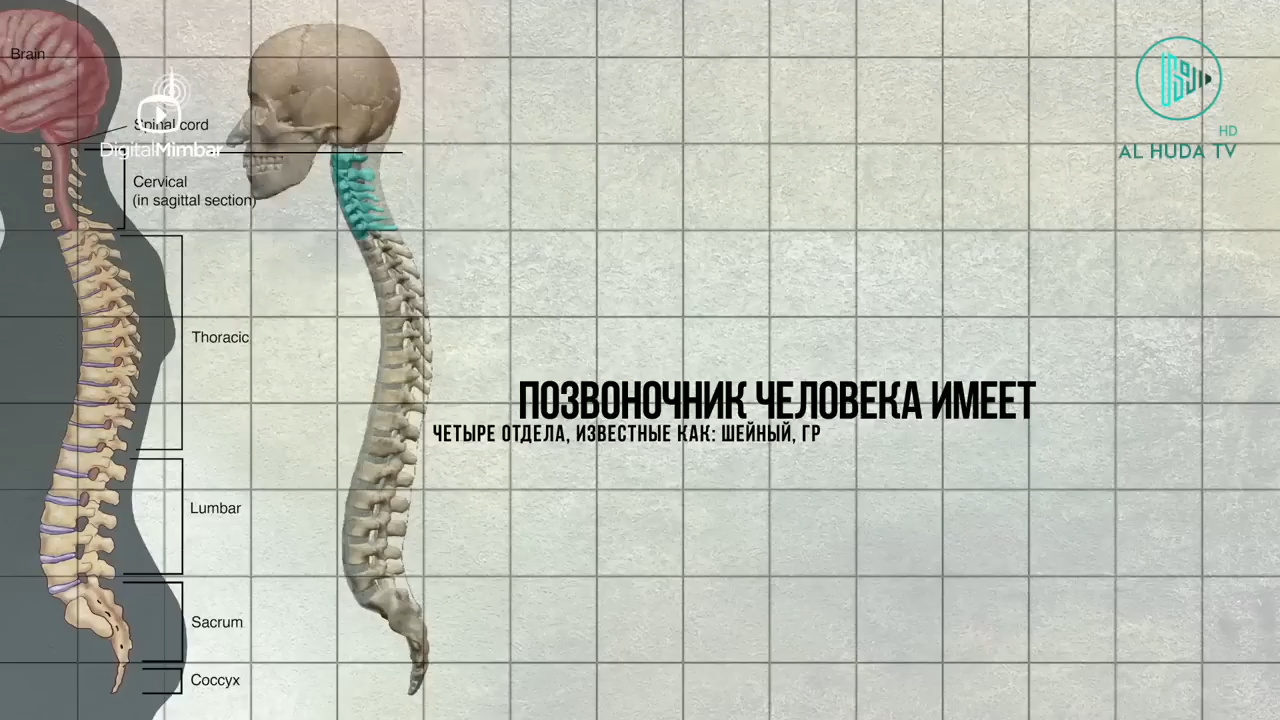 Brain
Spinal cord
DigitalMimbar
Cervical
(in sagittal section)
Thoracic
Lumbar
Sacrum
Coccyx
HD
AL HUDA TV
ПОЗВОНОЧНИК ЧЕЛОВЕКА ИМЕЕТ
ЧЕТЫРЕ ОТДЕЛА, ИЗВЕСТНЫЕ КАК: ШЕЙНЫЙ, ГР